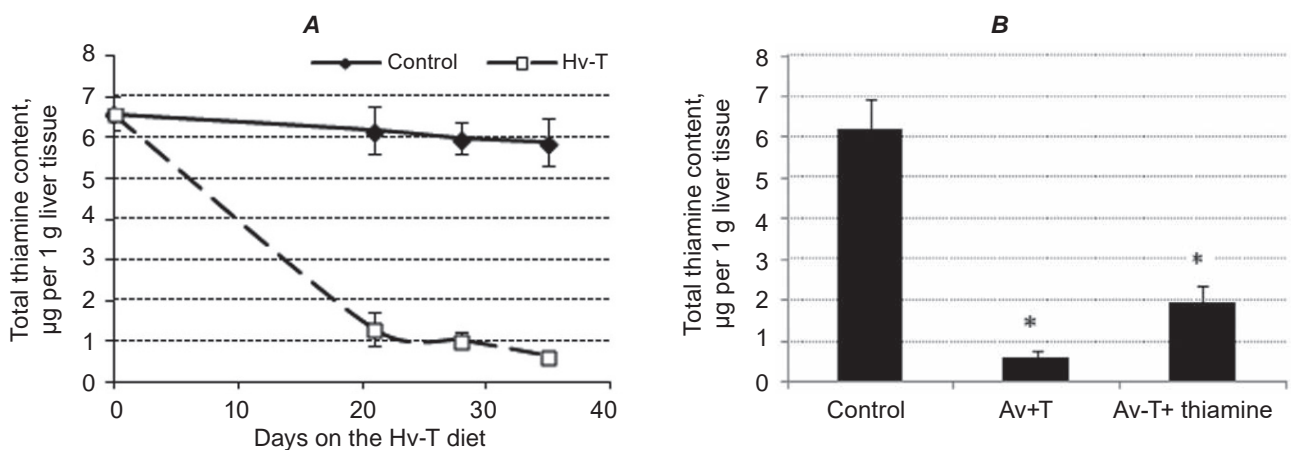 A
Total thiamine content,
µg per 1 g liver tissue
8
7
6
5
4
3
2
1
0
Control
Hv-T
0
10
20
30
40
Days on the Hv-T diet
B
Total thiamine content,
µg per 1 g liver tissue
8
7
6
5
4
3
2
1
0
*
*
Control
Av+T
Av-T+ thiamine